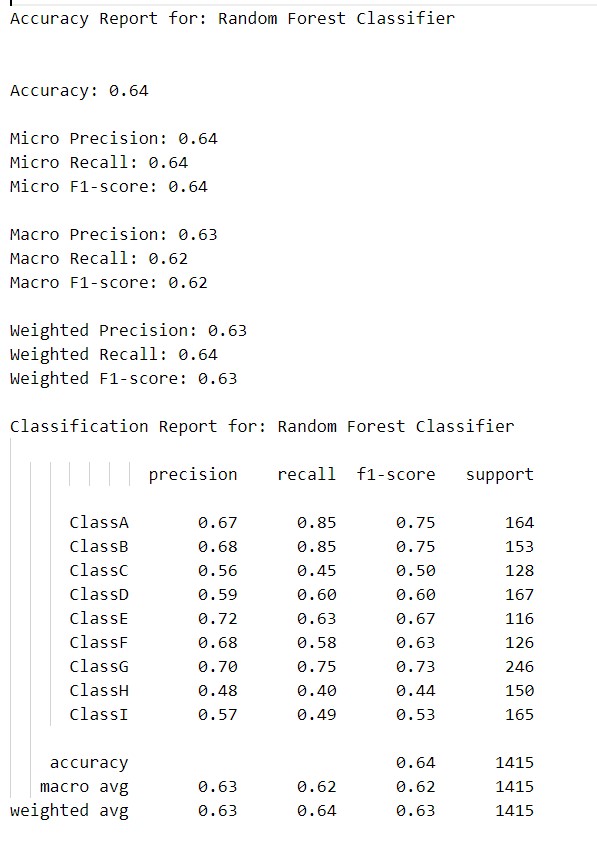 Accuracy Report for: Random Forest Classifier
Accuracy: 0.64
Micro Precision: 0.64
Micro Recall: 0.64
Micro F1-score: 0.64
Macro Precision: 0.63
Macro Recall: 0.62
Macro F1-score: 0.62
Weighted Precision: 0.63
Weighted Recall: 0.64
Weighted F1-score: 0.63
Classification Report for: Random Forest Classifier
precision recall f1-score support
ClassA 0.67 0.85 0.75 164
ClassB 0.68 0.85 0.75 153
ClassC 0.56 0.45 0.50 128
ClassD 0.59 0.60 0.60 167
ClassE 0.72 0.63 0.67 116
ClassF 0.68 0.58 0.63 126
ClassG 0.70 0.75 0.73 246
ClassH 0.48 0.40 0.44 150
ClassI 0.57 0.49 0.53 165
accuracy 0.64 1415
macro avg 0.63 0.62 0.62 1415
weighted avg 0.63 0.64 0.63 1415